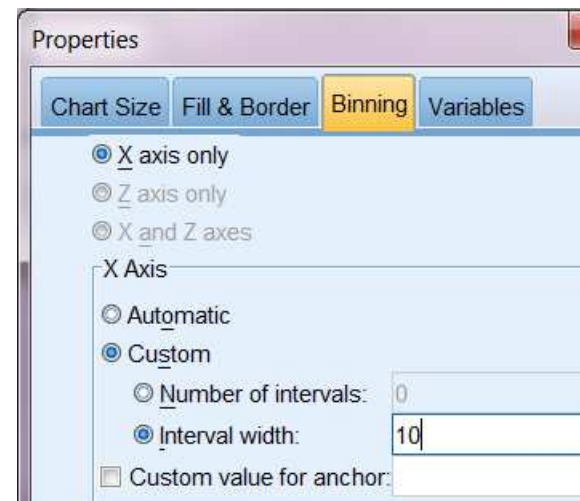 Properties
Chart Size Fill & Border Binning Variables
X axis only
Z axis only
X and Z axes
X Axis
Automatic
Custom
Number of intervals: 0
Interval width: 10
Custom value for anchor: